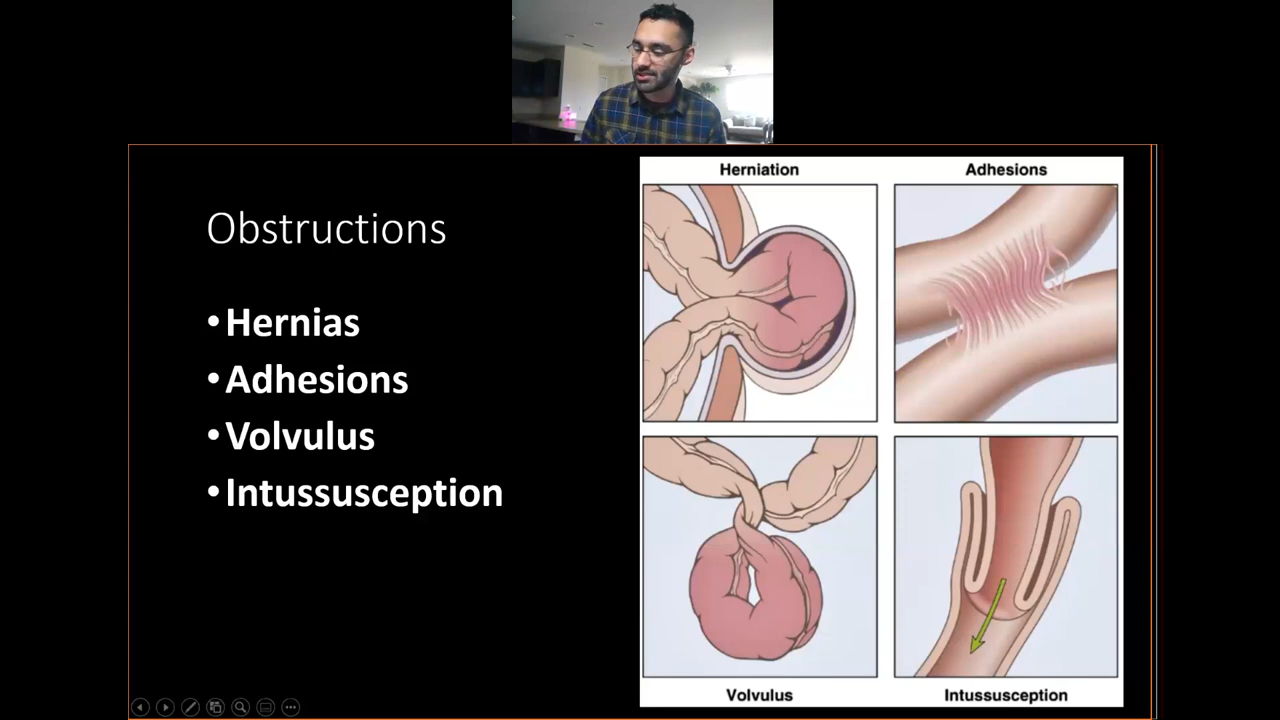 Obstructions
•Hernias
•Adhesions
•Volvulus
•Intussusception
Herniation
Adhesions
Volvulus
Intussusception